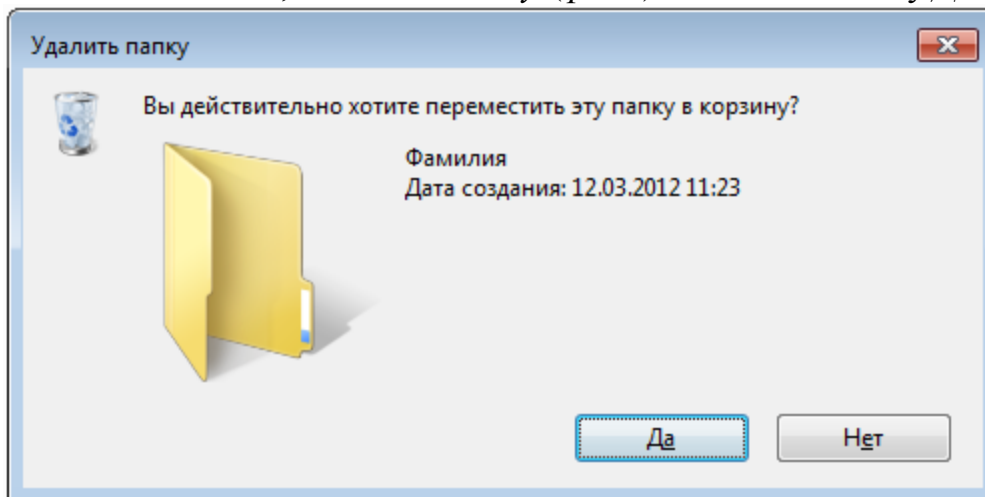 Удалить папку
Вы действительно хотите переместить эту папку в корзину?
Фамилия
Дата создания: 12.03.2012 11:23
Да
Нет